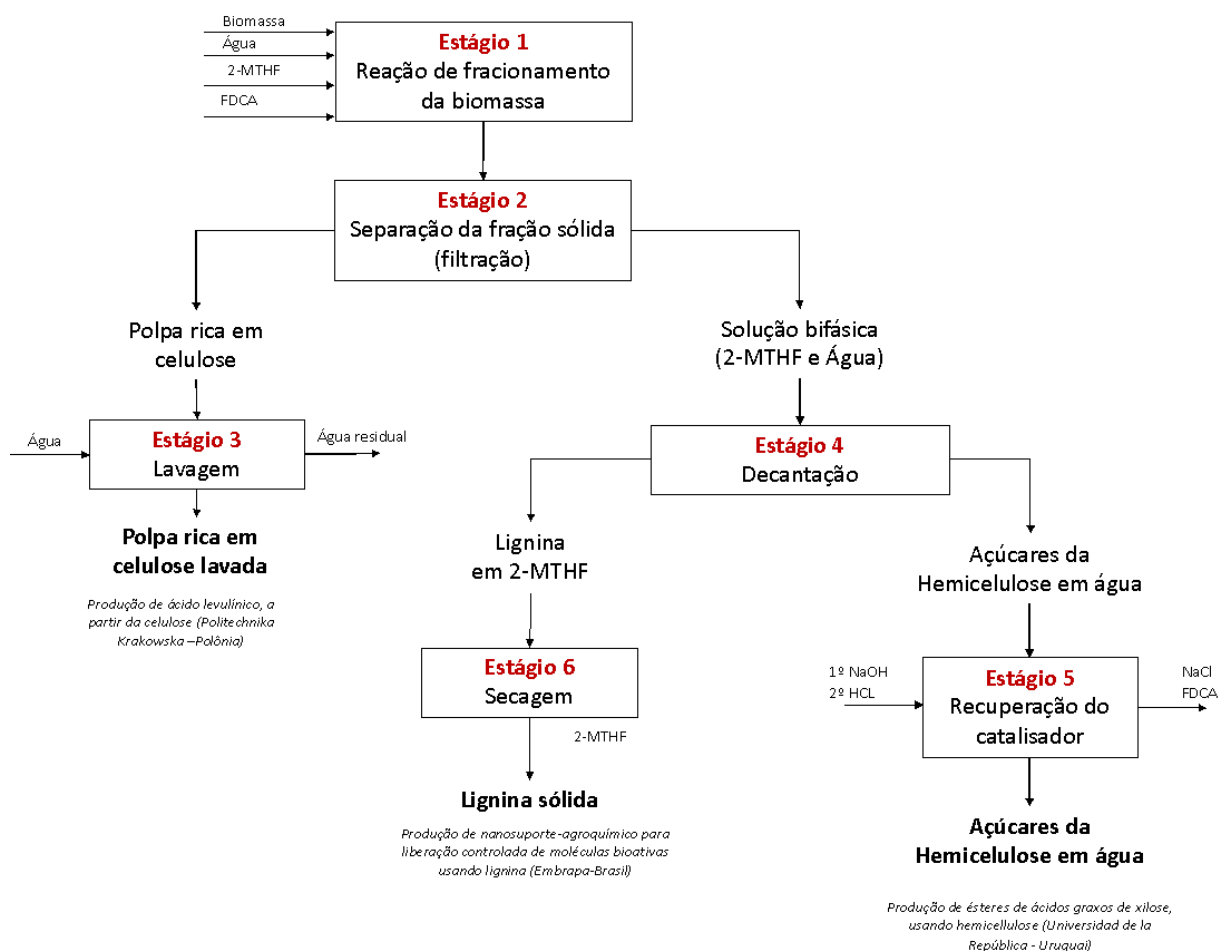 Biomassa
Água
2-MTHF
FDCA
Estágio 1
Reação de fracionamento
da biomassa
Estágio 2
Separação da fração sólida
(filtração)
Polpa rica em
celulose
Solução bifásica
(2-MTHF e Água)
Água
Estágio 3
Lavagem
Água residual
Estágio 4
Decantação
Polpa rica em
celulose lavada
Produção de ácido levulínico, a
partir da celulose (Politechnika
Krakowska –Polônia)
Lignina
em 2-MTHF
Açúcares da
Hemicelulose em água
Estágio 6
Secagem
2-MTHF
1º NaOH
2º HCL
Estágio 5
Recuperação do
catalisador
NaCl
FDCA
Lignina sólida
Produção de nanosuporte-agroquímico para
liberação controlada de moléculas bioativas
usando lignina (Embrapa-Brasil)
Açúcares da
Hemicelulose em água
Produção de ésteres de ácidos graxos de xilose,
usando hemicellulose (Universidad de la
República - Uruguai)